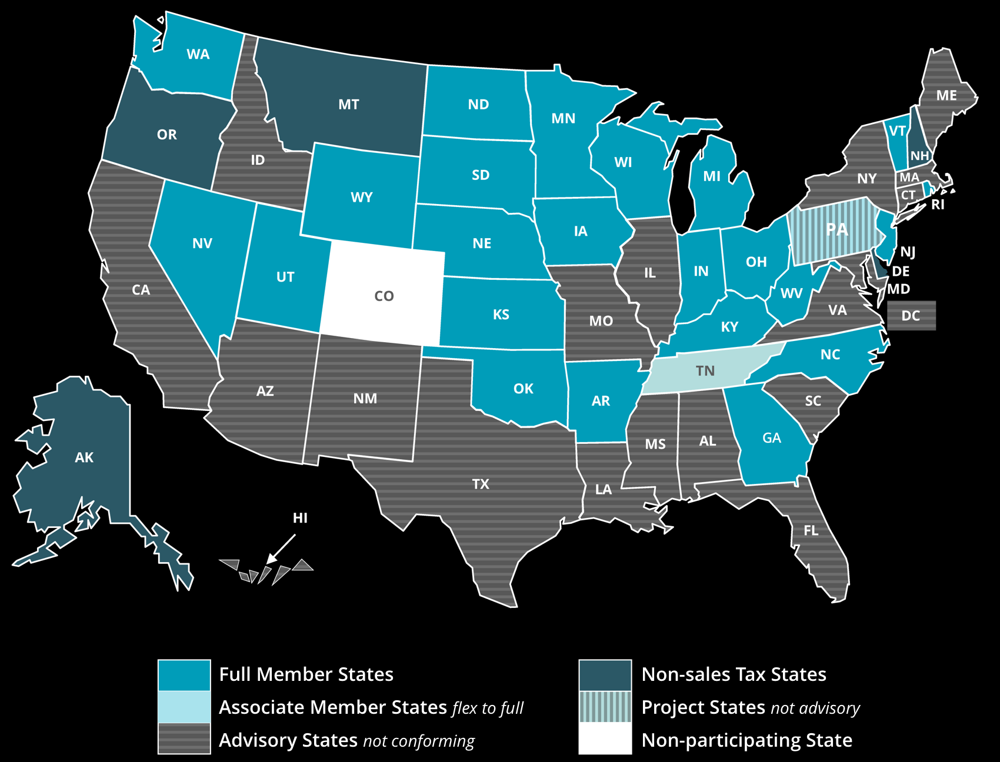 WA
MT
ND
MN
ME
OR
ID
SD
WI
VT
NH
MI
NY
MA
CT
RI
WY
NE
IA
PA
NV
NJ
UT
CO
IL
IN
OH
DE
CA
MD
WV
KS
MO
VA
DC
KY
AZ
NM
OK
AR
TN
NC
SC
AK
MS
AL
GA
TX
LA
HI
FL
Full Member States
Associate Member States flex to full
Advisory States not conforming
Non-sales Tax States
Project States not advisory
Non-participating State